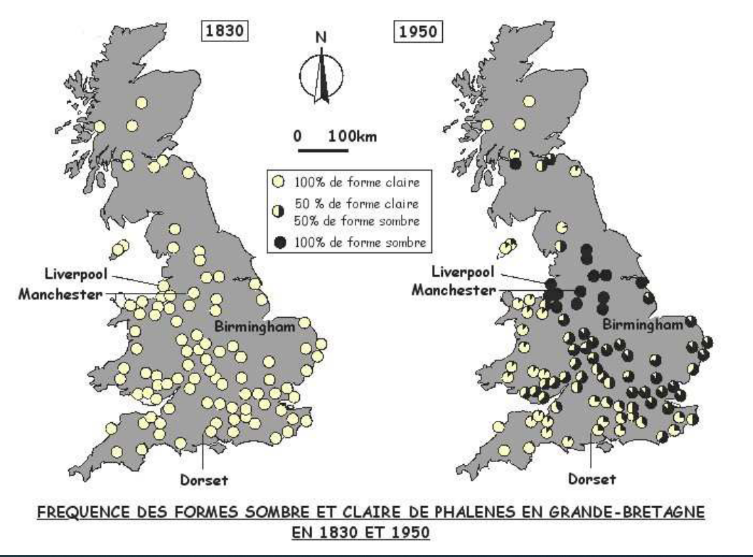 1830
N
1950
0 100km
100% de forme claire
50 % de forme claire
50% de forme sombre
100% de forme sombre
Liverpool
Manchester
Birmingham
Dorset
Liverpool
Manchester
Birmingham
Dorset
FREQUENCE DES FORMES SOMBRE ET CLAIRE DE PHALENES EN GRANDE-BRETAGNE
EN 1830 ET 1950